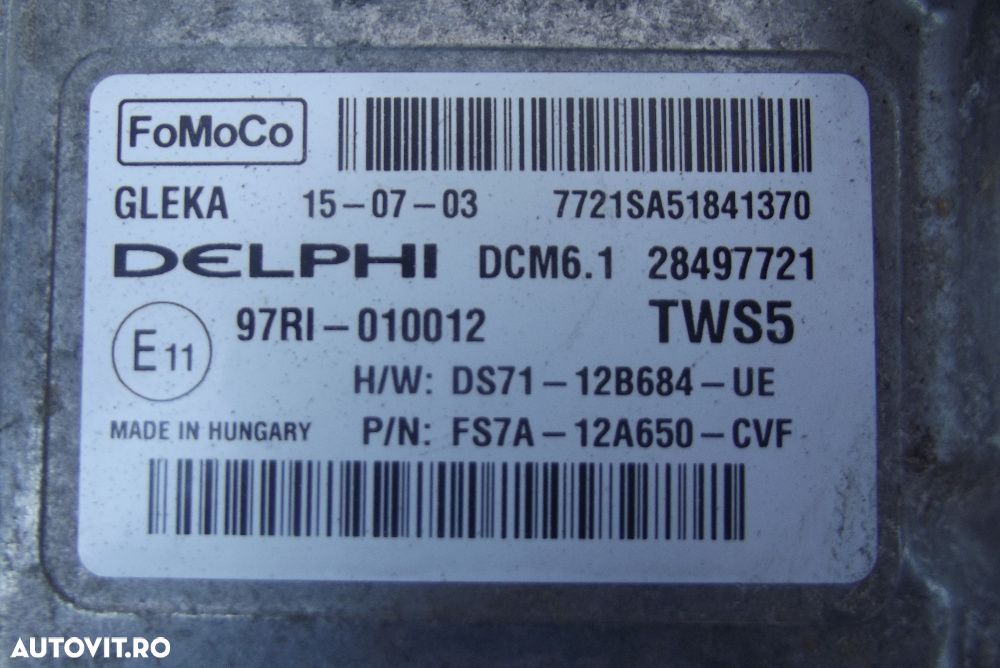 FoMoCo
GLEKA 15-07-03 7721SA51841370
DELPHI DCM6.1 28497721
E11 97RI-010012 TWS5
H/W: DS71-12B684-UE
MADE IN HUNGARY P/N: FS7A-12A650-CVF
AUTOVIT.RO